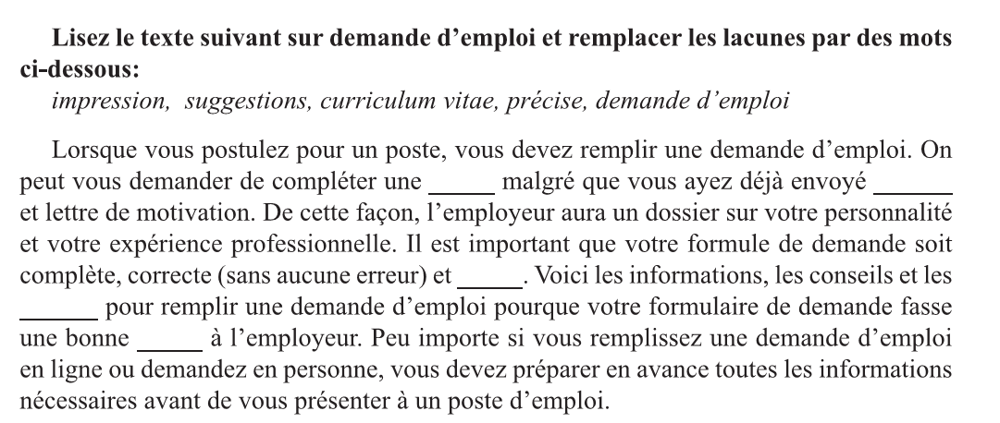 Lisez le texte suivant sur demande d’emploi et remplacer les lacunes par des mots
ci-dessous:
impression, suggestions, curriculum vitae, précise, demande d’emploi
Lorsque vous postulez pour un poste, vous devez remplir une demande d’emploi. On
peut vous demander de compléter une _____ malgré que vous ayez déjà envoyé ______
et lettre de motivation. De cette façon, l’employeur aura un dossier sur votre personnalité
et votre expérience professionnelle. Il est important que votre formule de demande soit
complète, correcte (sans aucune erreur) et _____. Voici les informations, les conseils et les
______ pour remplir une demande d’emploi pourque votre formulaire de demande fasse
une bonne _____ à l’employeur. Peu importe si vous remplissez une demande d’emploi
en ligne ou demandez en personne, vous devez préparer en avance toutes les informations
nécessaires avant de vous présenter à un poste d’emploi.